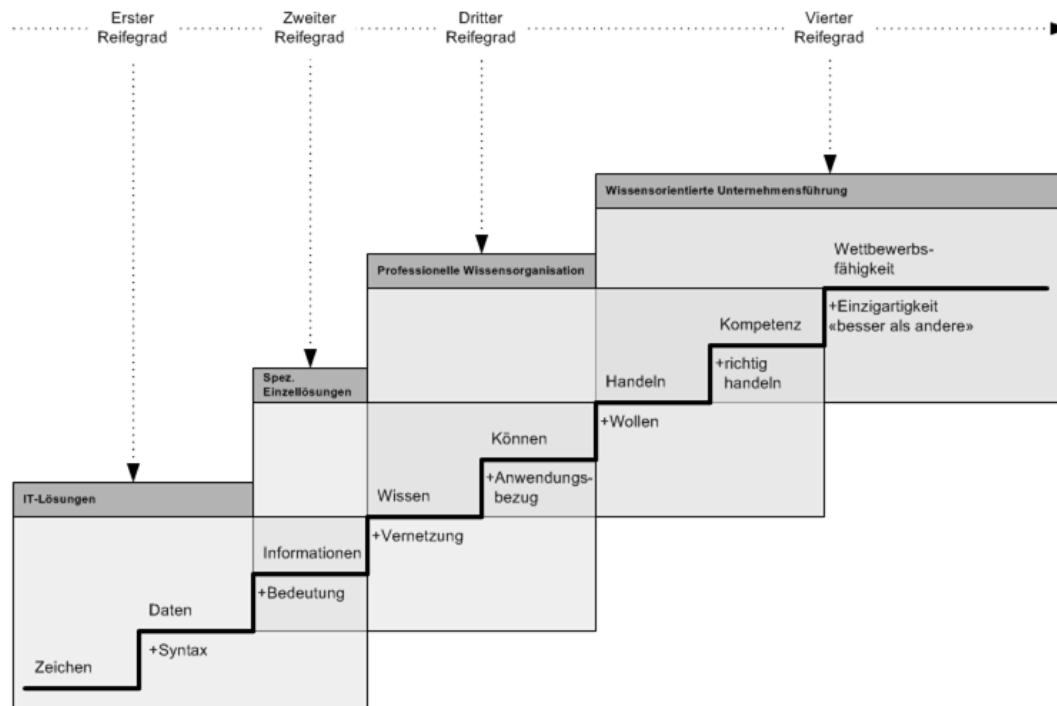 Erster
Reifegrad
Zweiter
Reifegrad
Dritter
Reifegrad
Vierter
Reifegrad
Wissensorientierte Unternehmensführung
Wettbewerbs-
fähigkeit
Professionelle Wissensorganisation
+Einzigartigkeit
«besser als andere»
Kompetenz
+richtig
handeln
Spez.
Einzellösungen
Handeln
+Wollen
Können
+Anwendungs-
bezug
IT-Lösungen
Wissen
+Vernetzung
Informationen
+Bedeutung
Daten
+Syntax
Zeichen